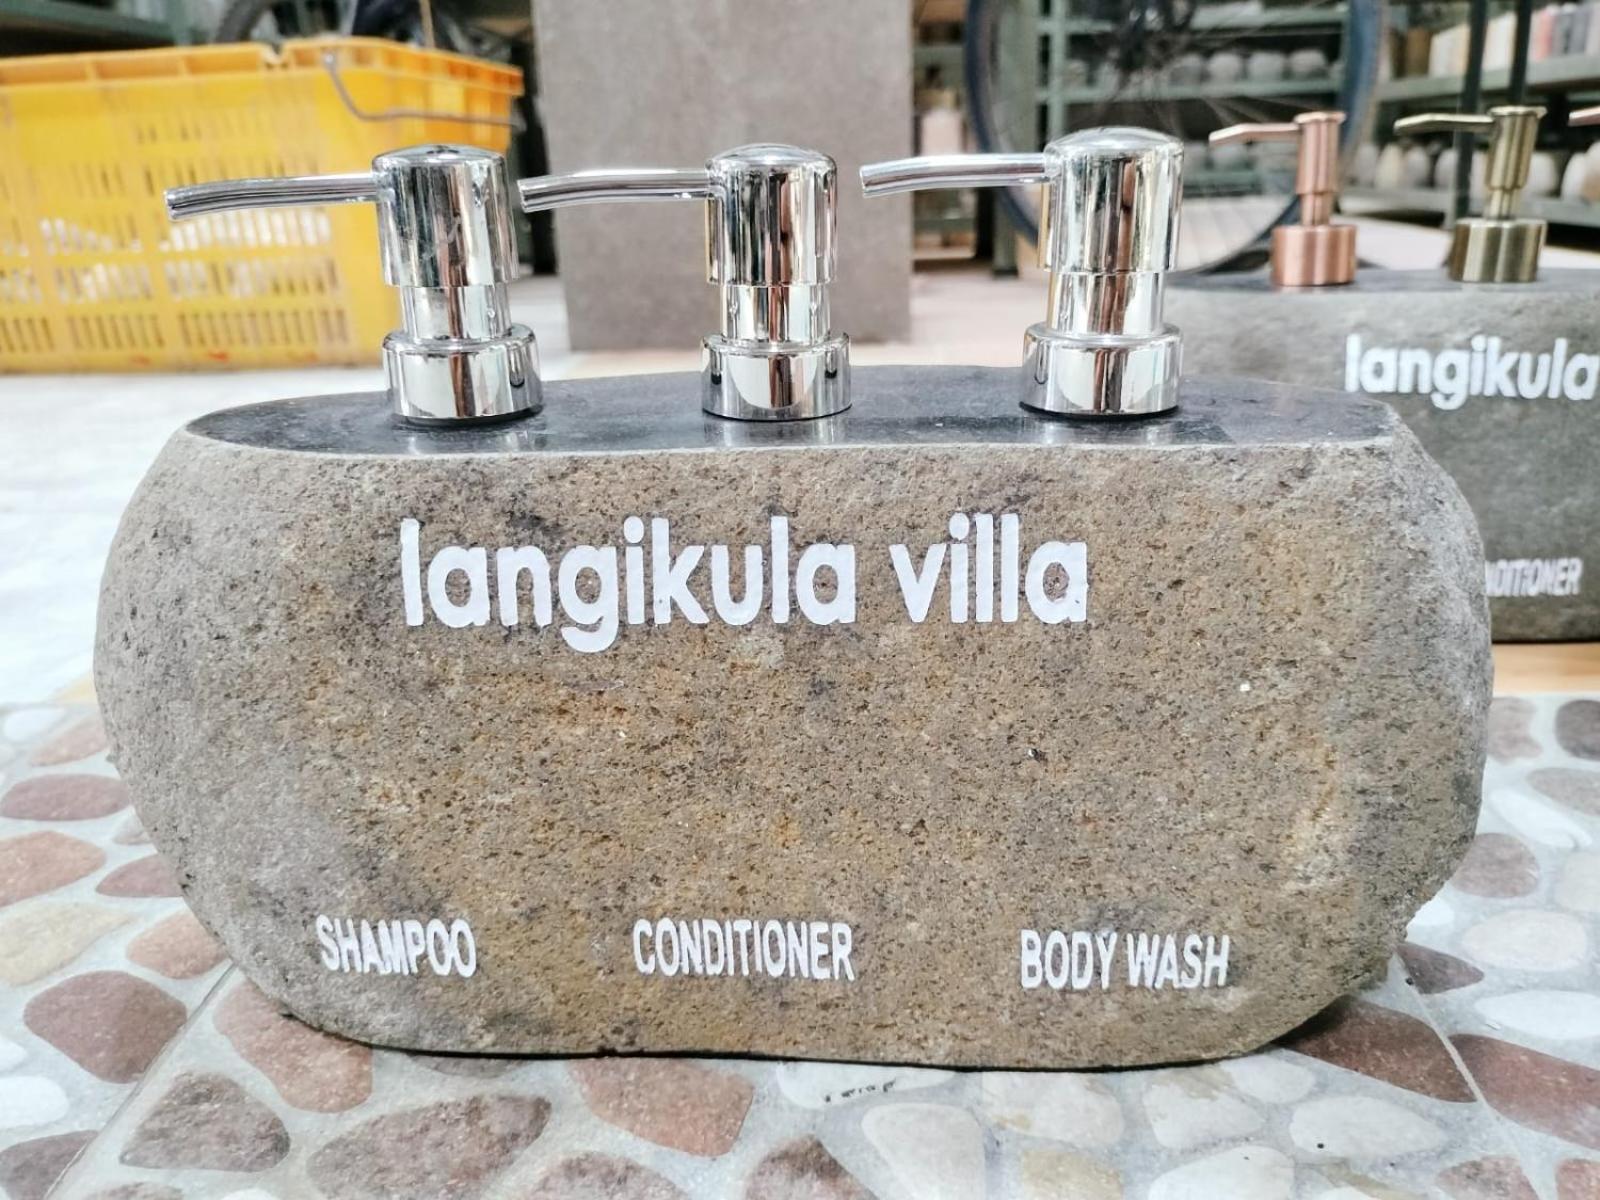 langikula villa
SHAMPOO CONDITIONER BODY WASH
langikula